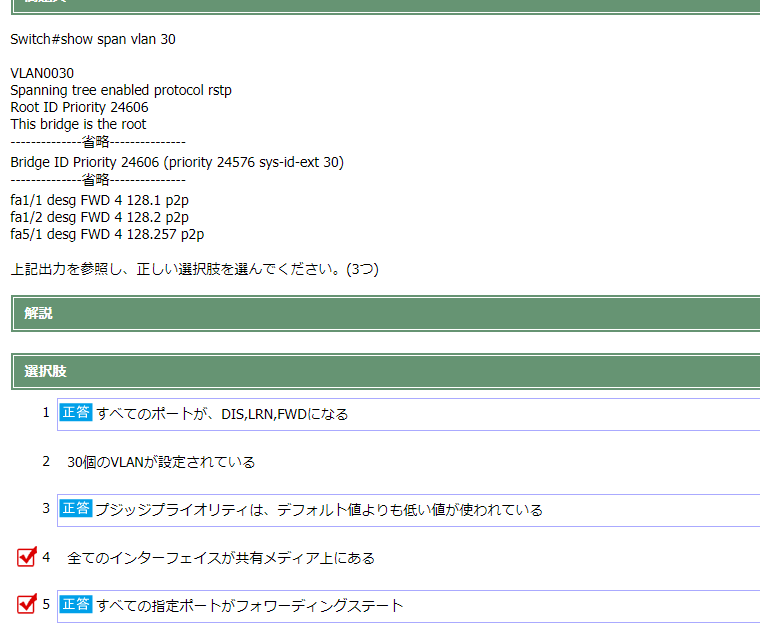 Switch#show span vlan 30
VLAN0030
Spanning tree enabled protocol rstp
Root ID Priority 24606
This bridge is the root
--------------省略---------------
Bridge ID Priority 24606 (priority 24576 sys-id-ext 30)
--------------省略---------------
fa1/1 desg FWD 4 128.1 p2p
fa1/2 desg FWD 4 128.2 p2p
fa5/1 desg FWD 4 128.257 p2p
上記出力を参照し、正しい選択肢を選んでください。(3つ)
解説
選択肢
1 正答 すべてのポートが、DIS,LRN,FWDになる
2 30個のVLANが設定されている
3 正答 プジッジプライオリティは、デフォルト値よりも低い値が使われている
4 全てのインターフェイスが共有メディア上にある
5 正答 すべての指定ポートがフォワーディングステート